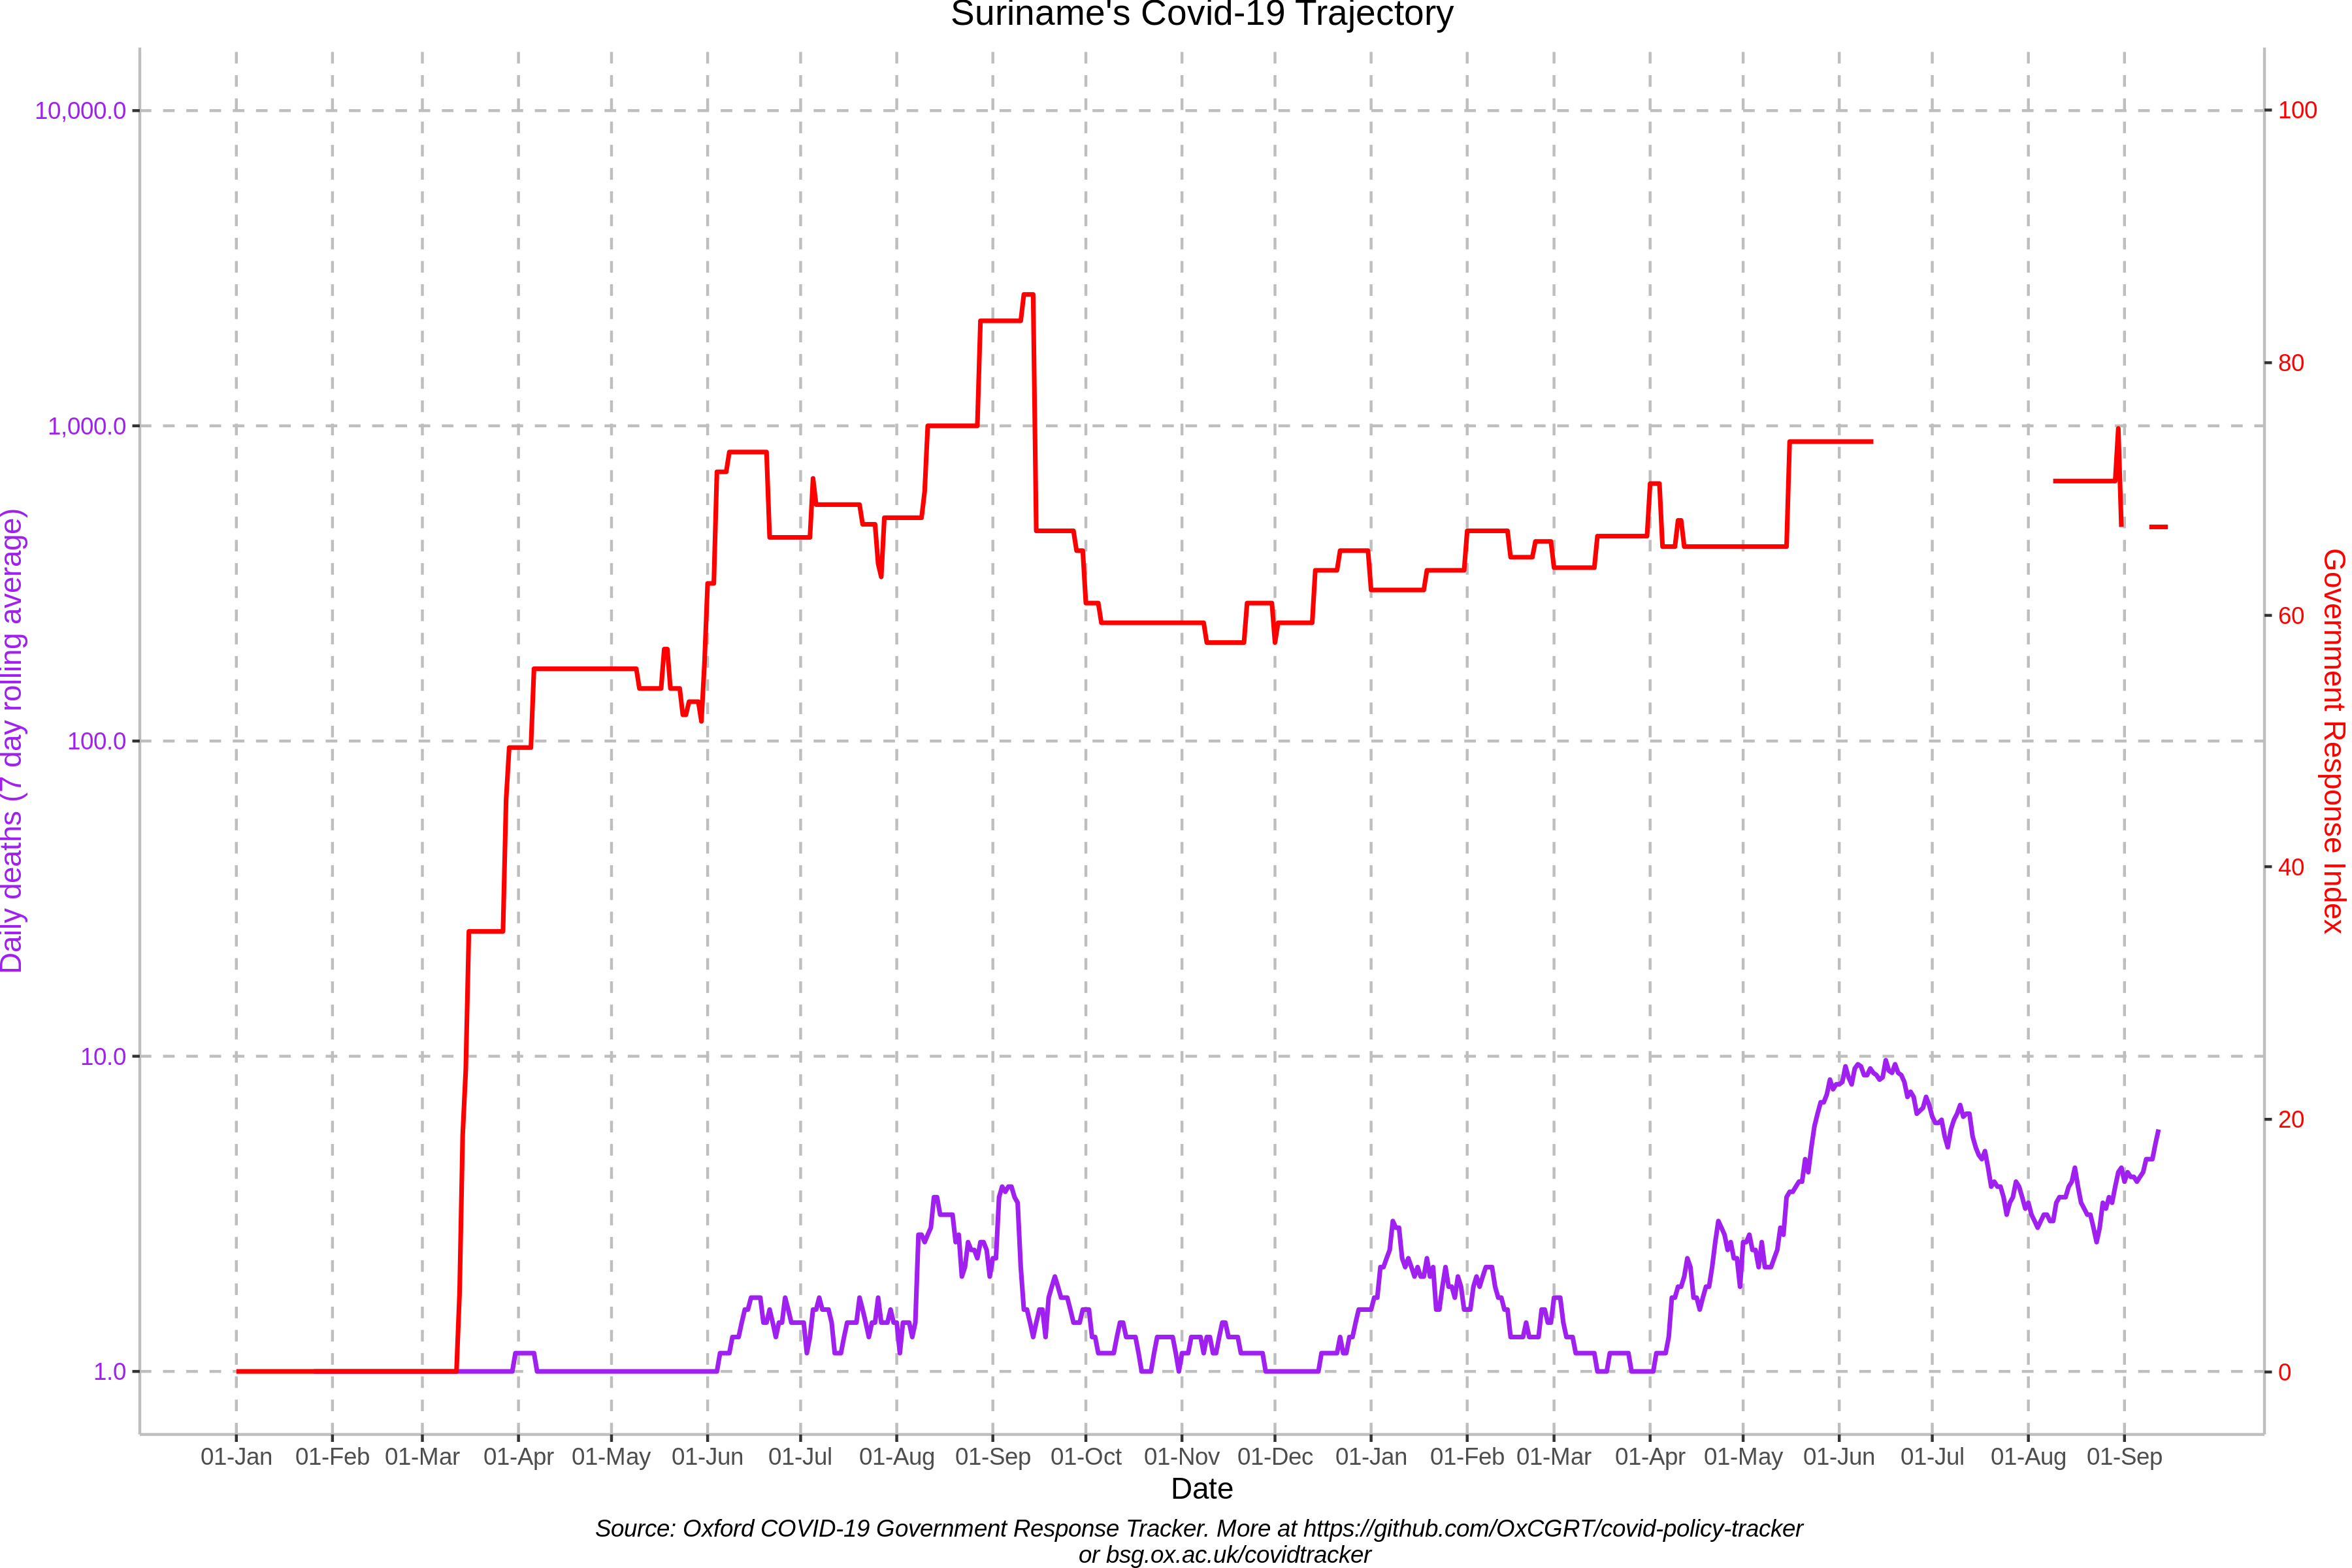 Suriname's Covid-19 Trajectory
10,000.0
1,000.0
100.0
10.0
1.0
Daily deaths (7 day rolling average)
100
80
60
40
20
0
Government Response Index
01-Jan 01-Feb 01-Mar 01-Apr 01-May 01-Jun 01-Jul 01-Aug 01-Sep 01-Oct 01-Nov 01-Dec 01-Jan 01-Feb 01-Mar 01-Apr 01-May 01-Jun 01-Jul 01-Aug 01-Sep
Date
Source: Oxford COVID-19 Government Response Tracker. More at https://github.com/OxCGRT/covid-policy-tracker
or bsg.ox.ac.uk/covidtracker